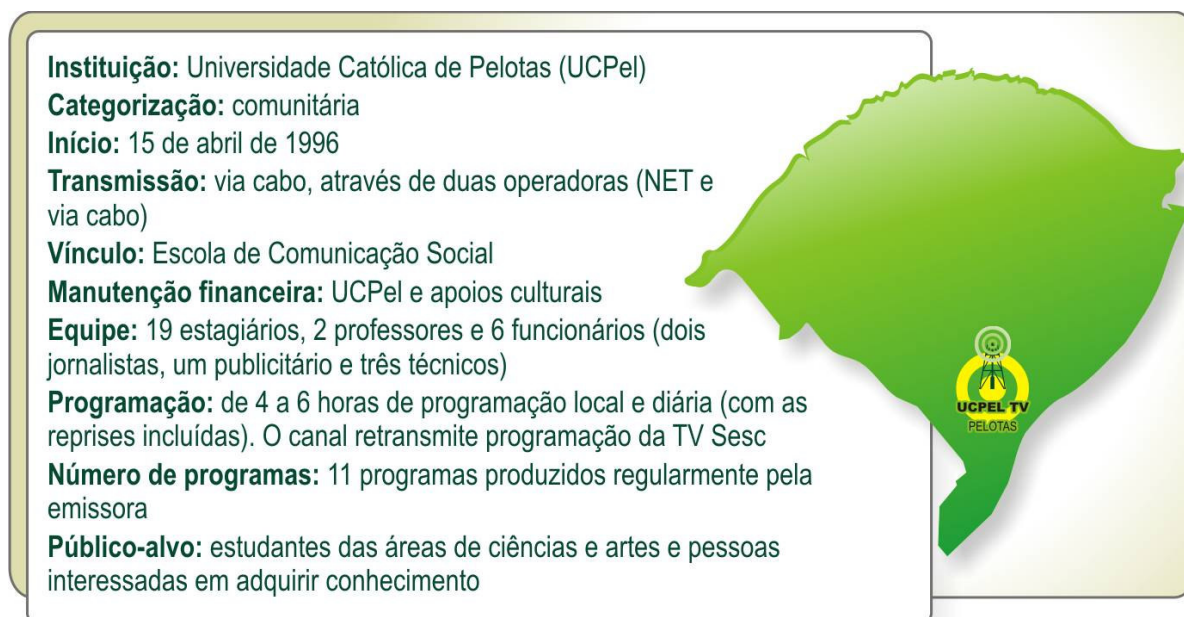 Instituição: Universidade Católica de Pelotas (UCPel)
Categorização: comunitária
Início: 15 de abril de 1996
Transmissão: via cabo, através de duas operadoras (NET e
via cabo)
Vínculo: Escola de Comunicação Social
Manutenção financeira: UCPel e apoios culturais
Equipe: 19 estagiários, 2 professores e 6 funcionários (dois
jornalistas, um publicitário e três técnicos)
Programação: de 4 a 6 horas de programação local e diária (com as
reprises incluídas). O canal retransmite programação da TV Sesc
Número de programas: 11 programas produzidos regularmente pela
emissora
Público-alvo: estudantes das áreas de ciências e artes e pessoas
interessadas em adquirir conhecimento
UCPEL TV
PELOTAS